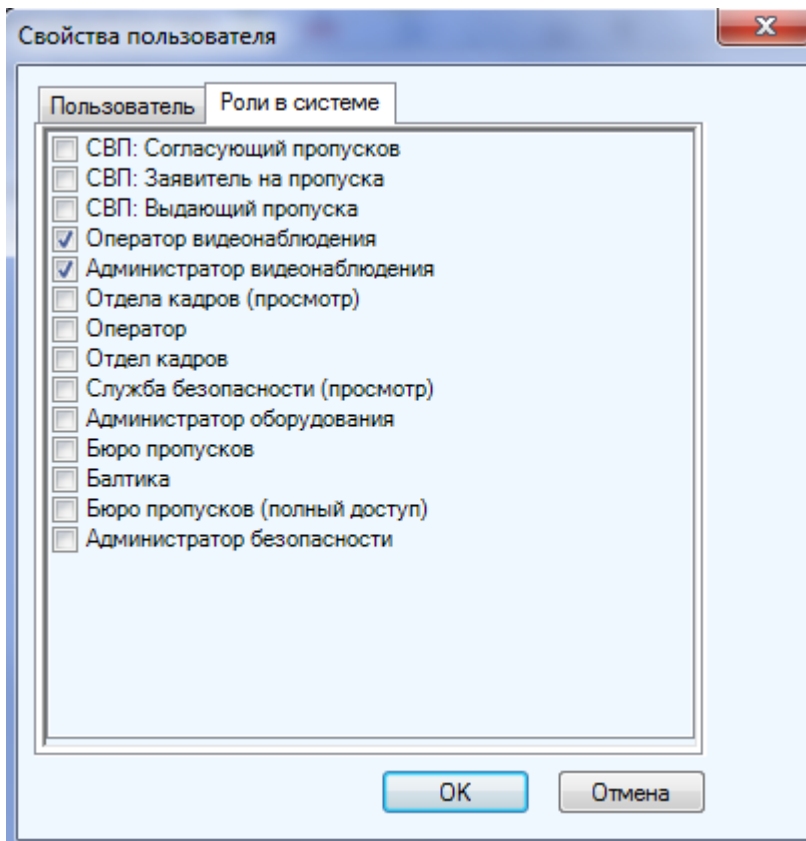 Свойства пользователя
Пользователь
Роли в системе
СВП: Согласующий пропусков
СВП: Заявитель на пропуска
СВП: Выдающий пропуска
Оператор видеонаблюдения
Администратор видеонаблюдения
Отдела кадров (просмотр)
Оператор
Отдел кадров
Служба безопасности (просмотр)
Администратор оборудования
Бюро пропусков
Балтика
Бюро пропусков (полный доступ)
Администратор безопасности
OK
Отмена